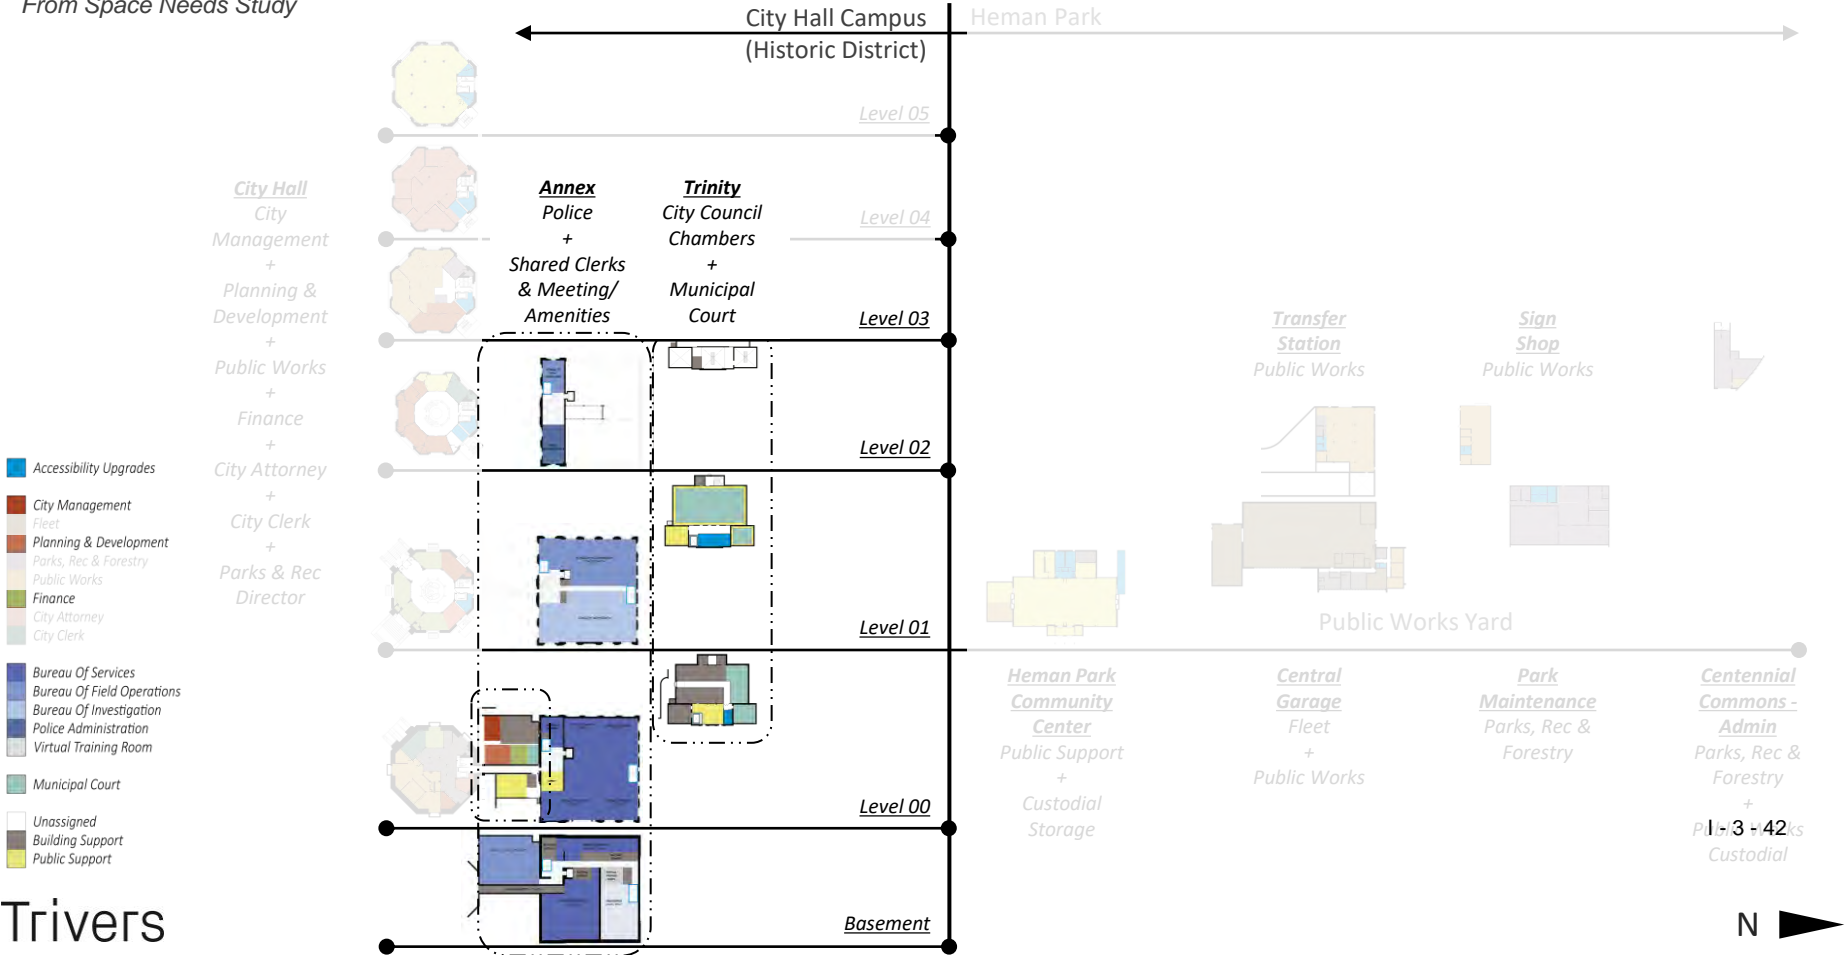 From Space Needs Study
City Hall Campus
(Historic District)
Heman Park
Level 05
Level 04
Level 03
Level 02
Level 01
Level 00
Basement
City Hall
City
Management
+
Planning &
Development
+
Public Works
+
Finance
+
City Attorney
+
City Clerk
+
Parks & Rec
Director
Annex
Police
+
Shared Clerks
& Meeting/
Amenities
Trinity
City Council
Chambers
+
Municipal
Court
Transfer
Station
Public Works
Sign
Shop
Public Works
Public Works Yard
Heman Park
Community
Center
Public Support
+
Custodial
Storage
Central
Garage
Fleet
+
Public Works
Park
Maintenance
Parks, Rec &
Forestry
Centennial
Commons -
Admin
Parks, Rec &
Forestry
+
Public Works
Custodial
I - 3 - 42
Accessibility Upgrades
City Management
Fleet
Planning & Development
Parks, Rec & Forestry
Public Works
Finance
City Attorney
City Clerk
Bureau Of Services
Bureau Of Field Operations
Bureau Of Investigation
Police Administration
Virtual Training Room
Municipal Court
Unassigned
Building Support
Public Support
Trivers
N